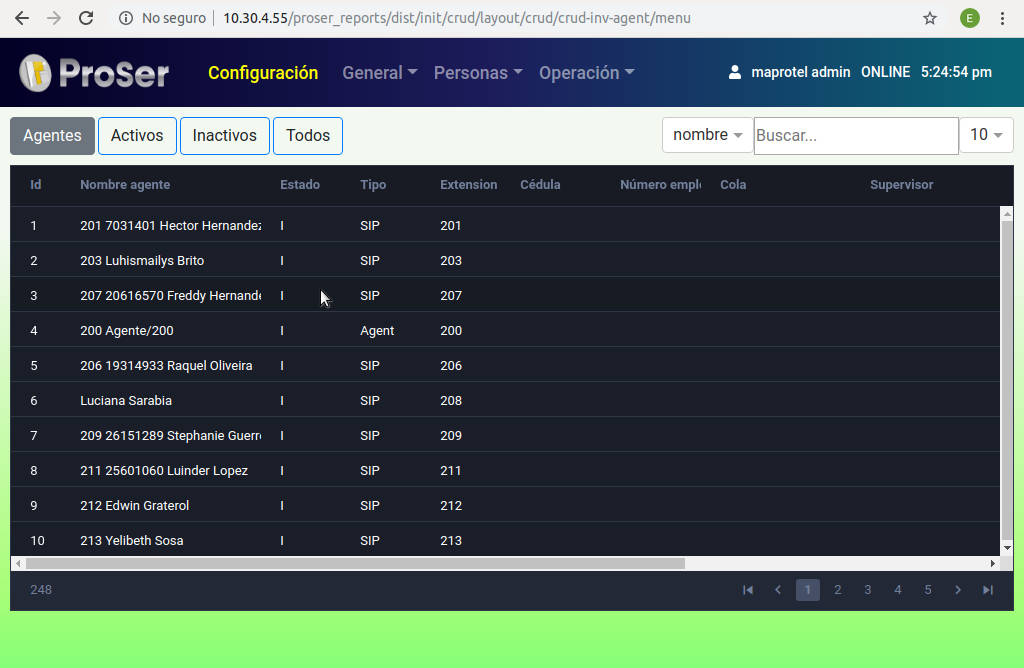 No seguro 10.30.4.55/proser_reports/dist/init/crud/layout/crud/crud-inv-agent/menu E
ProSer Configuración General Personas Operación maprotel admin ONLINE 5:24:54 pm
Agentes Activos Inactivos Todos nombre Buscar... 10
Id Nombre agente Estado Tipo Extension Cédula Número empl Cola Supervisor
1 201 7031401 Hector Hernandez I SIP 201
2 203 Luhismailys Brito I SIP 203
3 207 20616570 Freddy Hernande I SIP 207
4 200 Agente/200 I Agent 200
5 206 19314933 Raquel Oliveira I SIP 206
6 Luciana Sarabia I SIP 208
7 209 26151289 Stephanie Guerr I SIP 209
8 211 25601060 Luinder Lopez I SIP 211
9 212 Edwin Graterol I SIP 212
10 213 Yelibeth Sosa I SIP 213
248 1 2 3 4 5